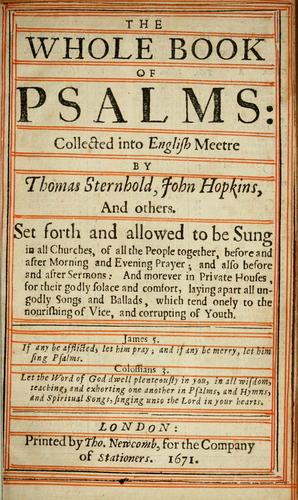 THE
WHOLE BOOK
OF
PSALMS:
Collected into English Meetre
BY
Thomas Sternhold, John Hopkins,
And others.
Set forth and allowed to be Sung
in all Churches, of all the People together, before and
after Morning and Evening Prayer; and also before
and after Sermons: And morever in Private Houses,
for their godly solace and comfort, laying apart all un-
godly Songs and Ballads, which tend onely to the
nourishing of Vice, and corrupting of Youth.
James 5.
If any be afflicted, let him pray; and if any be merry, let him
sing Psalms.
Colossians 3.
Let the Word of God dwell plenteously in you, in all wisdom,
teaching, and exhorting one another in Psalms, and Hymns,
and Spiritual Songs, singing unto the Lord in your hearts.
LONDON:
Printed by Tho. Newcomb, for the Company
of Stationers. 1671.